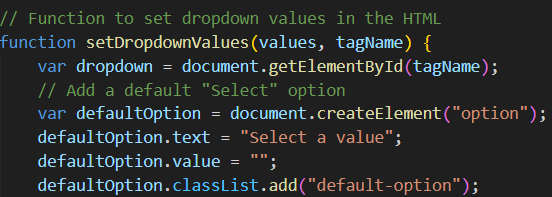 // Function to set dropdown values in the HTML
function setDropdownValues(values, tagName) {
    var dropdown = document.getElementById(tagName);
    // Add a default "Select" option
    var defaultOption = document.createElement("option");
    defaultOption.text = "Select a value";
    defaultOption.value = "";
    defaultOption.classList.add("default-option");